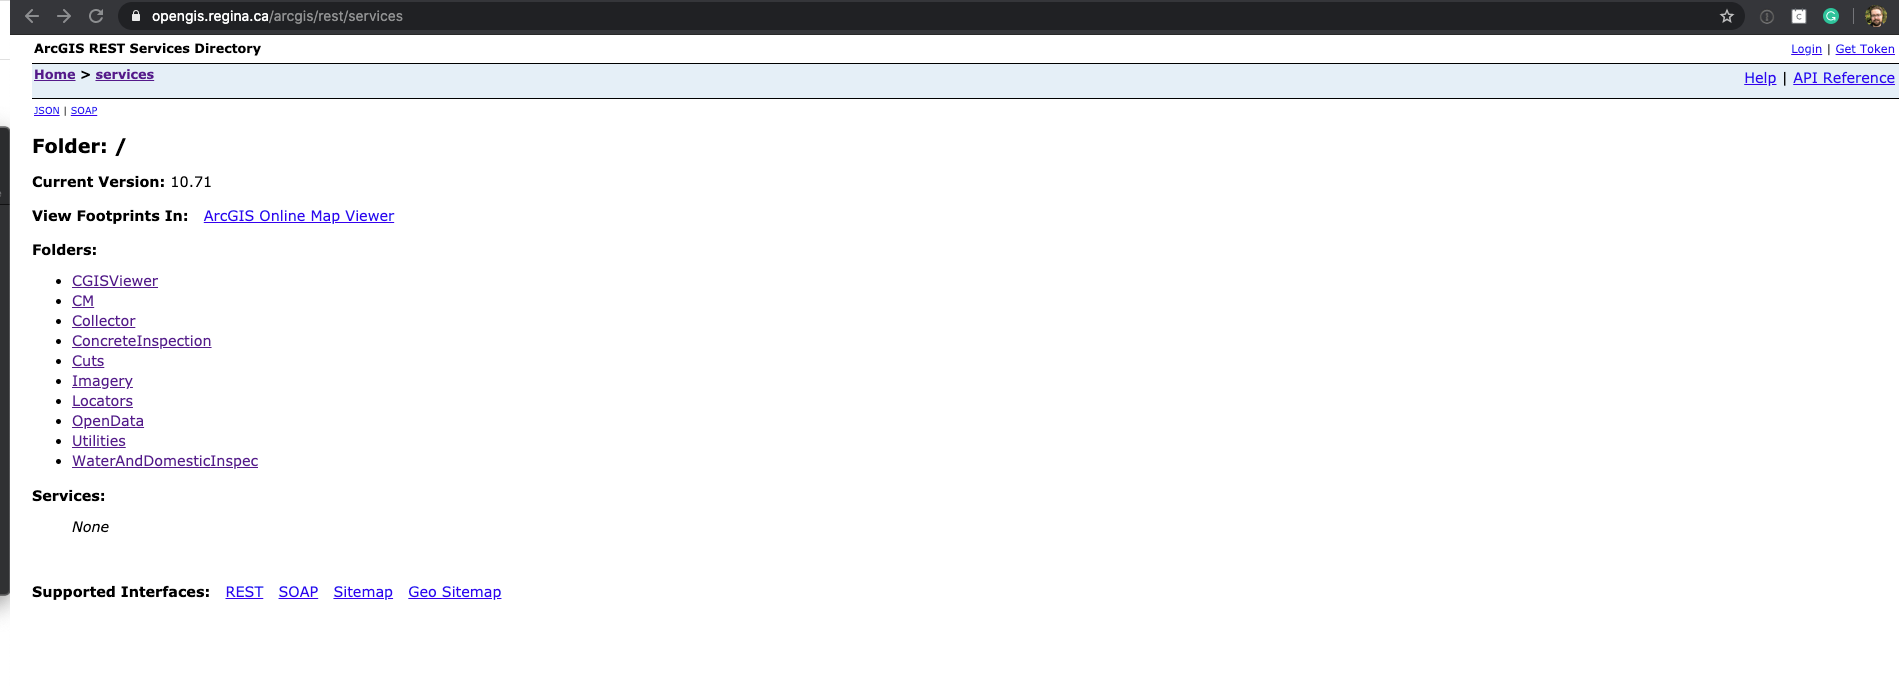 opengis.regina.ca/arcgis/rest/services
ArcGIS REST Services Directory
Login | Get Token
Home > services
Help | API Reference
JSON | SOAP
Folder: /
Current Version: 10.71
View Footprints In: ArcGIS Online Map Viewer
Folders:
CGISViewer
CM
Collector
ConcreteInspection
Cuts
Imagery
Locators
OpenData
Utilities
WaterAndDomesticInspec
Services:
None
Supported Interfaces: REST SOAP Sitemap Geo Sitemap